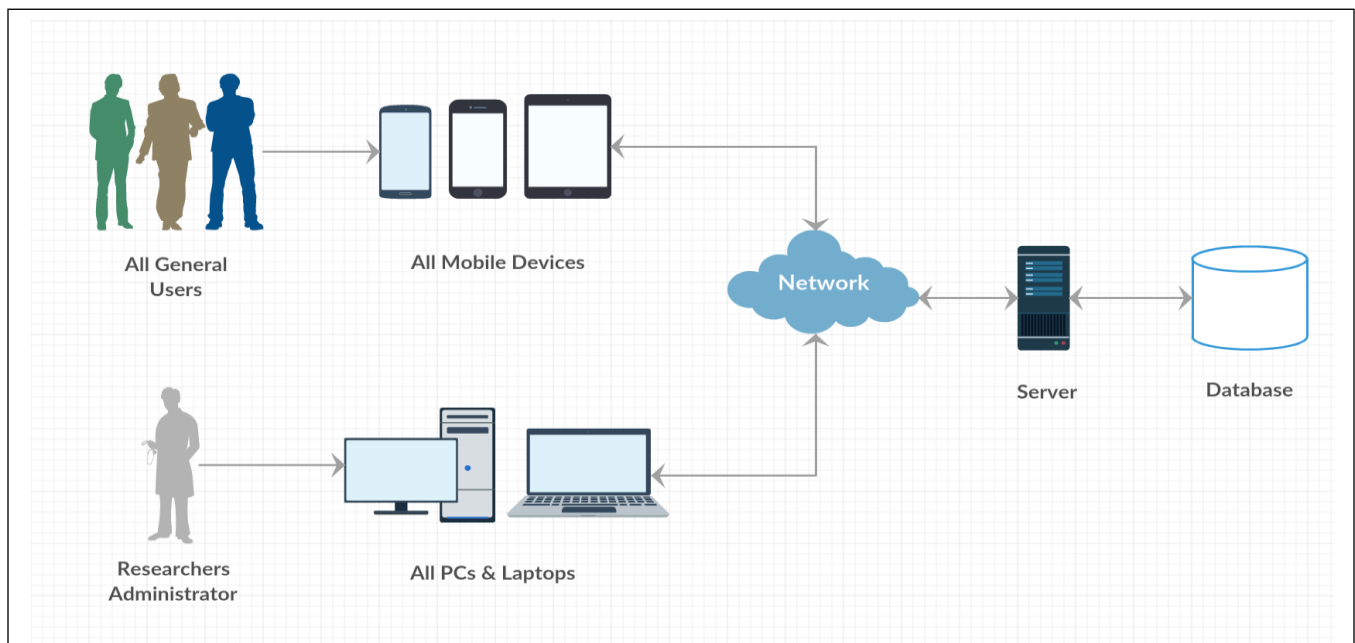 All General
Users
All Mobile Devices
Network
Server
Database
Researchers
Administrator
All PCs & Laptops